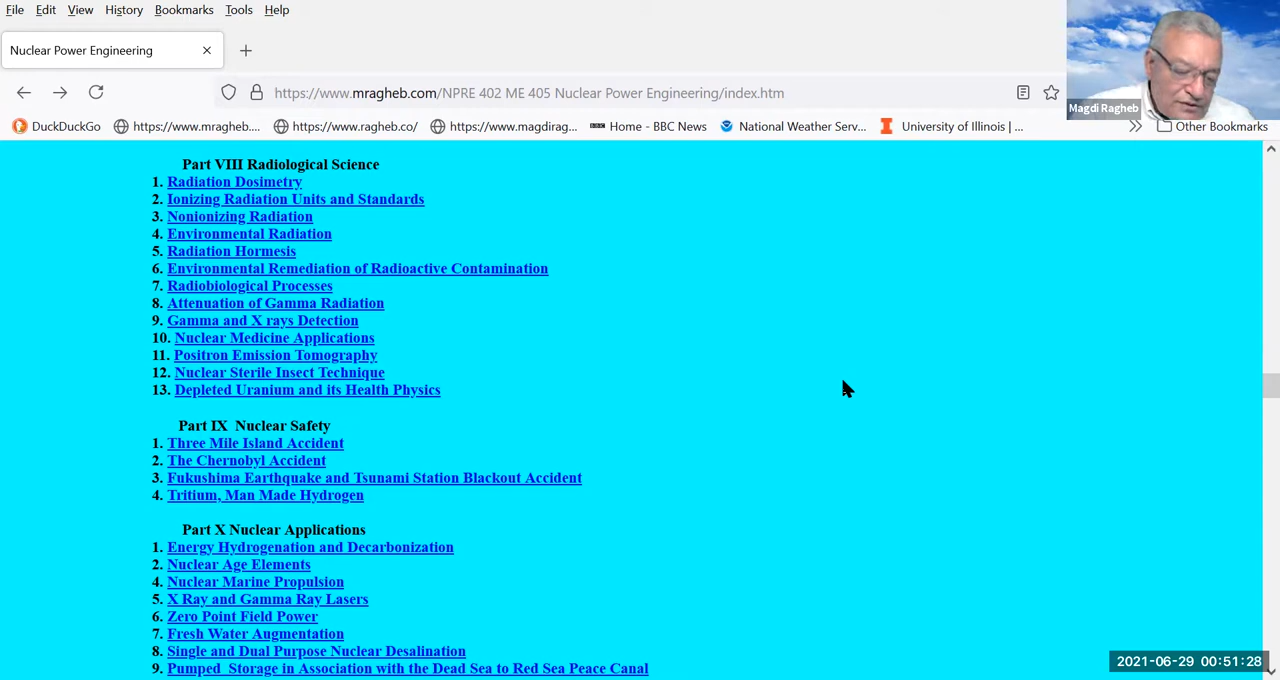 File Edit View History Bookmarks Tools Help
Nuclear Power Engineering
https://www.mragheb.com/NPRE 402 ME 405 Nuclear Power Engineering/index.htm
Magdi Ragheb
DuckDuckGo https://www.mragheb.... https://www.ragheb.co/ https://www.magdirag... Home - BBC News National Weather Serv... University of Illinois | ... Other Bookmarks
Part VIII Radiological Science
1. Radiation Dosimetry
2. Ionizing Radiation Units and Standards
3. Nonionizing Radiation
4. Environmental Radiation
5. Radiation Hormesis
6. Environmental Remediation of Radioactive Contamination
7. Radiobiological Processes
8. Attenuation of Gamma Radiation
9. Gamma and X rays Detection
10. Nuclear Medicine Applications
11. Positron Emission Tomography
12. Nuclear Sterile Insect Technique
13. Depleted Uranium and its Health Physics
Part IX Nuclear Safety
1. Three Mile Island Accident
2. The Chernobyl Accident
3. Fukushima Earthquake and Tsunami Station Blackout Accident
4. Tritium, Man Made Hydrogen
Part X Nuclear Applications
1. Energy Hydrogenation and Decarbonization
2. Nuclear Age Elements
4. Nuclear Marine Propulsion
5. X Ray and Gamma Ray Lasers
6. Zero Point Field Power
7. Fresh Water Augmentation
8. Single and Dual Purpose Nuclear Desalination
9. Pumped Storage in Association with the Dead Sea to Red Sea Peace Canal
2021-06-29 00:51:28